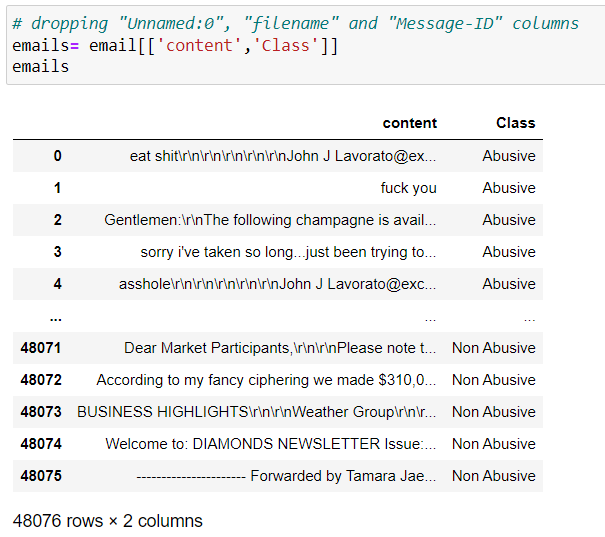 # dropping "Unnamed:0", "filename" and "Message-ID" columns
emails= email[['content','Class']]
emails
content Class
0 eat shit\r\n\r\n\r\n\r\n\r\nJohn J Lavorato@ex... Abusive
1 fuck you Abusive
2 Gentlemen:\r\nThe following champagne is avail... Abusive
3 sorry i've taken so long...just been trying to... Abusive
4 asshole\r\n\r\n\r\n\r\n\r\nJohn J Lavorato@exc... Abusive
... ... ...
48071 Dear Market Participants,\r\n\r\nPlease note t... Non Abusive
48072 According to my fancy ciphering we made $310,0... Non Abusive
48073 BUSINESS HIGHLIGHTS\r\n\r\nWeather Group\r\n\r... Non Abusive
48074 Welcome to: DIAMONDS NEWSLETTER Issue:... Non Abusive
48075 ---------------------- Forwarded by Tamara Jae... Non Abusive
48076 rows × 2 columns